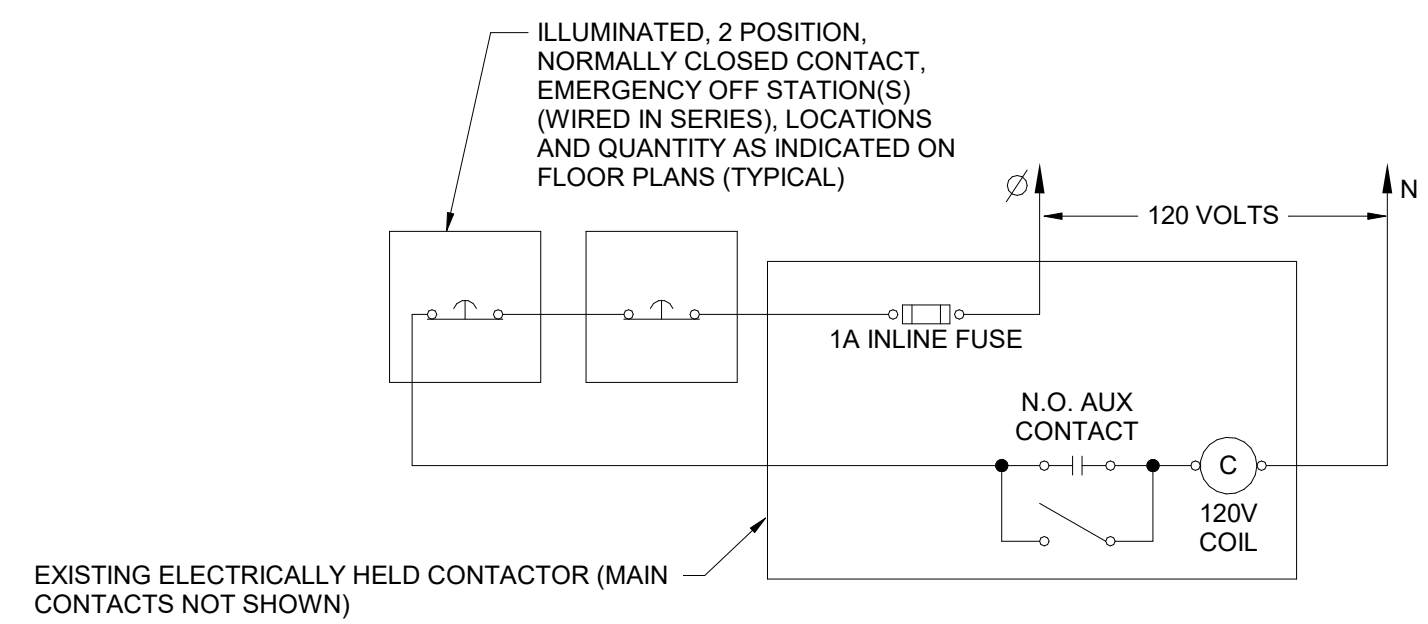 ILLUMINATED, 2 POSITION,
NORMALLY CLOSED CONTACT,
EMERGENCY OFF STATION(S)
(WIRED IN SERIES), LOCATIONS
AND QUANTITY AS INDICATED ON
FLOOR PLANS (TYPICAL)
Ø
N
120 VOLTS
1A INLINE FUSE
N.O. AUX
CONTACT
C
120V
COIL
EXISTING ELECTRICALLY HELD CONTACTOR (MAIN
CONTACTS NOT SHOWN)